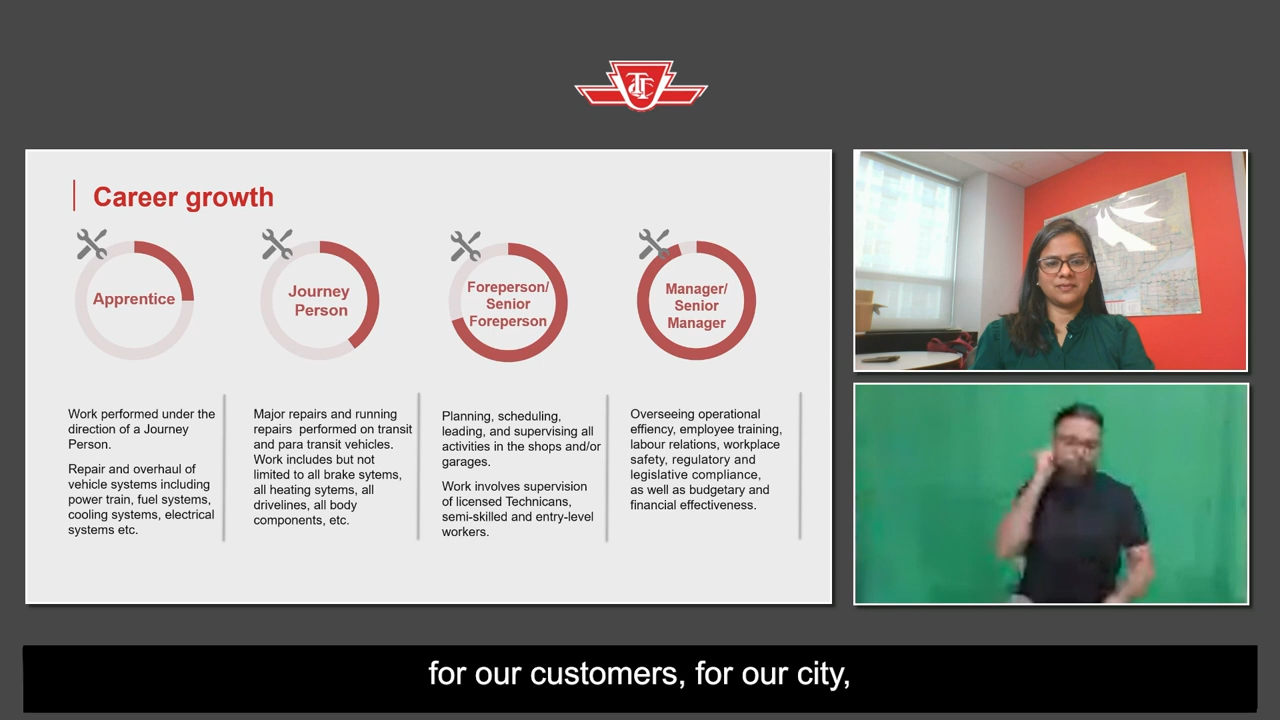 TTC
Career growth
Apprentice
Journey
Person
Foreperson/
Senior
Foreperson
Manager/
Senior
Manager
Work performed under the
direction of a Journey
Person.
Repair and overhaul of
vehicle systems including
power train, fuel systems,
cooling systems, electrical
systems etc.
Major repairs and running
repairs performed on transit
and para transit vehicles.
Work includes but not
limited to all brake sytems,
all heating sytems, all
drivelines, all body
components, etc.
Planning, scheduling,
leading, and supervising all
activities in the shops and/or
garages.
Work involves supervision
of licensed Technicans,
semi-skilled and entry-level
workers.
Overseeing operational
effiency, employee training,
labour relations, workplace
safety, regulatory and
legislative compliance,
as well as budgetary and
financial effectiveness.
for our customers, for our city,